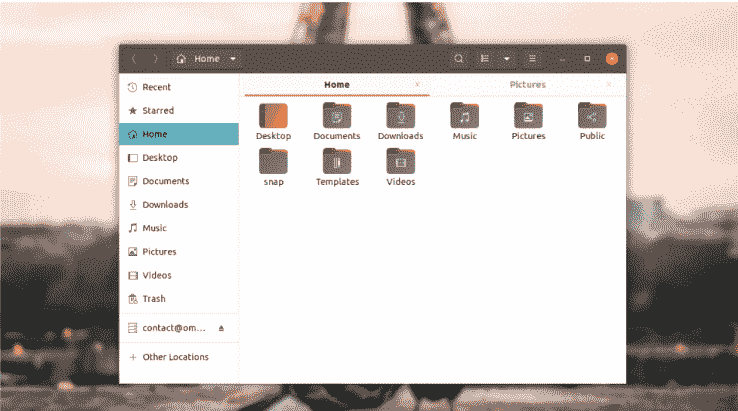 Home
Recent
Starred
Home
Desktop
Documents
Downloads
Music
Pictures
Videos
Trash
contact@om...
Other Locations
Home Pictures
Desktop Documents Downloads Music Pictures Public
snap Templates Videos